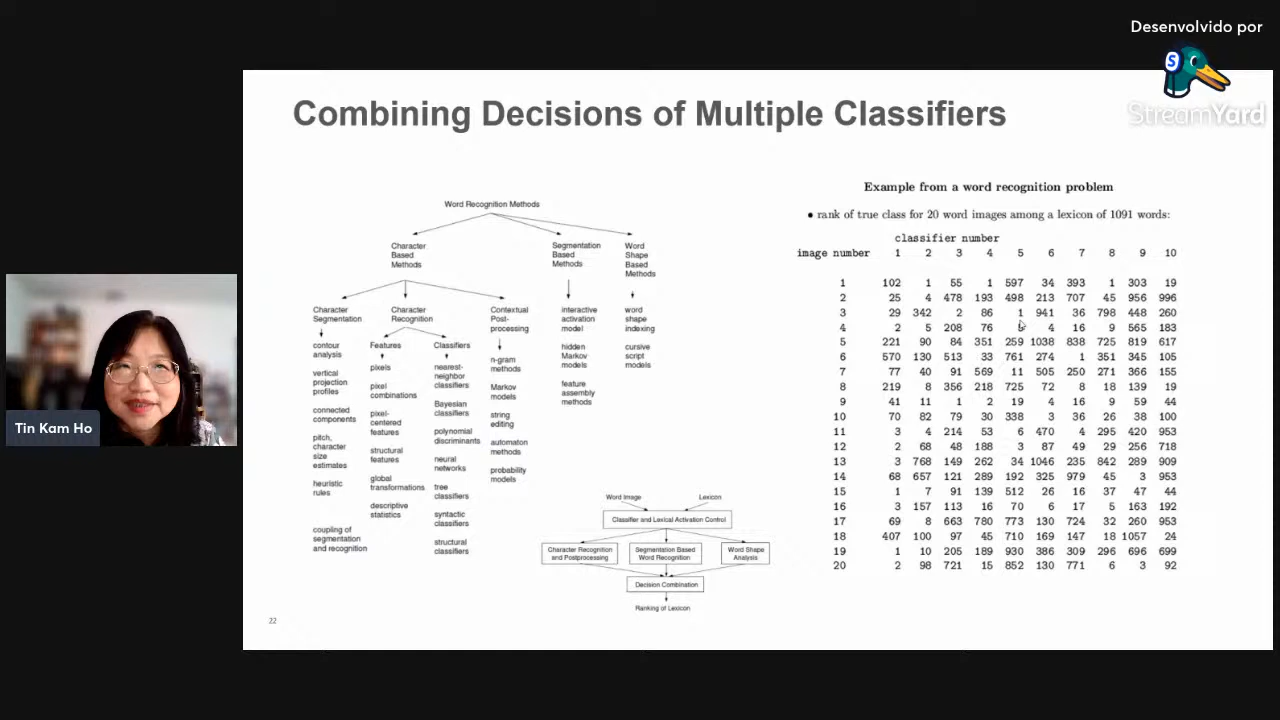 Desenvolvido por
StreamYard
Combining Decisions of Multiple Classifiers
Word Recognition Methods
Character
Based
Methods
Segmentation
Based
Methods
Word
Shape
Based
Methods
Character
Segmentation
Character
Recognition
Contextual
Post-
processing
interactive
activation
model
word
shape
indexing
Features
Classifiers
contour
analysis
vertical
projection
profiles
connected
components
pitch,
character
size
estimates
heuristic
rules
coupling of
segmentation
and recognition
pixels
pixel
combinations
pixel-
centered
features
structural
features
global
transformations
descriptive
statistics
nearest-
neighbor
classifiers
Bayesian
classifiers
polynomial
discriminants
neural
networks
tree
classifiers
syntactic
classifiers
structural
classifiers
n-gram
methods
Markov
models
string
editing
automaton
methods
probability
models
hidden
Markov
models
feature
assembly
methods
cursive
script
models
Word Image Lexicon
Classifier and Lexical Activation Control
Character Recognition
and Postprocessing
Segmentation Based
Word Recognition
Word Shape
Analysis
Decision Combination
Ranking of Lexicon
Example from a word recognition problem
• rank of true class for 20 word images among a lexicon of 1091 words:
classifier number
image number 1 2 3 4 5 6 7 8 9 10
1 102 1 55 1 597 34 393 1 303 19
2 25 4 478 193 498 213 707 45 956 996
3 29 342 2 86 1 941 36 798 448 260
4 2 5 208 76 4 16 9 565 183
5 221 90 84 351 259 1038 838 725 819 617
6 570 130 513 33 761 274 1 351 345 105
7 77 40 91 569 11 505 250 271 366 155
8 219 8 356 218 725 72 8 18 139 19
9 41 11 1 2 19 4 16 9 59 44
10 70 82 79 30 338 3 36 26 38 100
11 3 4 214 53 6 470 4 295 420 953
12 2 68 48 188 3 87 49 29 256 718
13 3 768 149 262 34 1046 235 842 289 909
14 68 657 121 289 192 325 979 45 3 953
15 1 7 91 139 512 26 16 37 47 44
16 3 157 113 16 70 6 17 5 163 192
17 69 8 663 780 773 130 724 32 260 953
18 407 100 97 45 710 169 147 18 1057 24
19 1 10 205 189 930 386 309 296 696 699
20 2 98 721 15 852 130 771 6 3 92
22
Tin Kam Ho